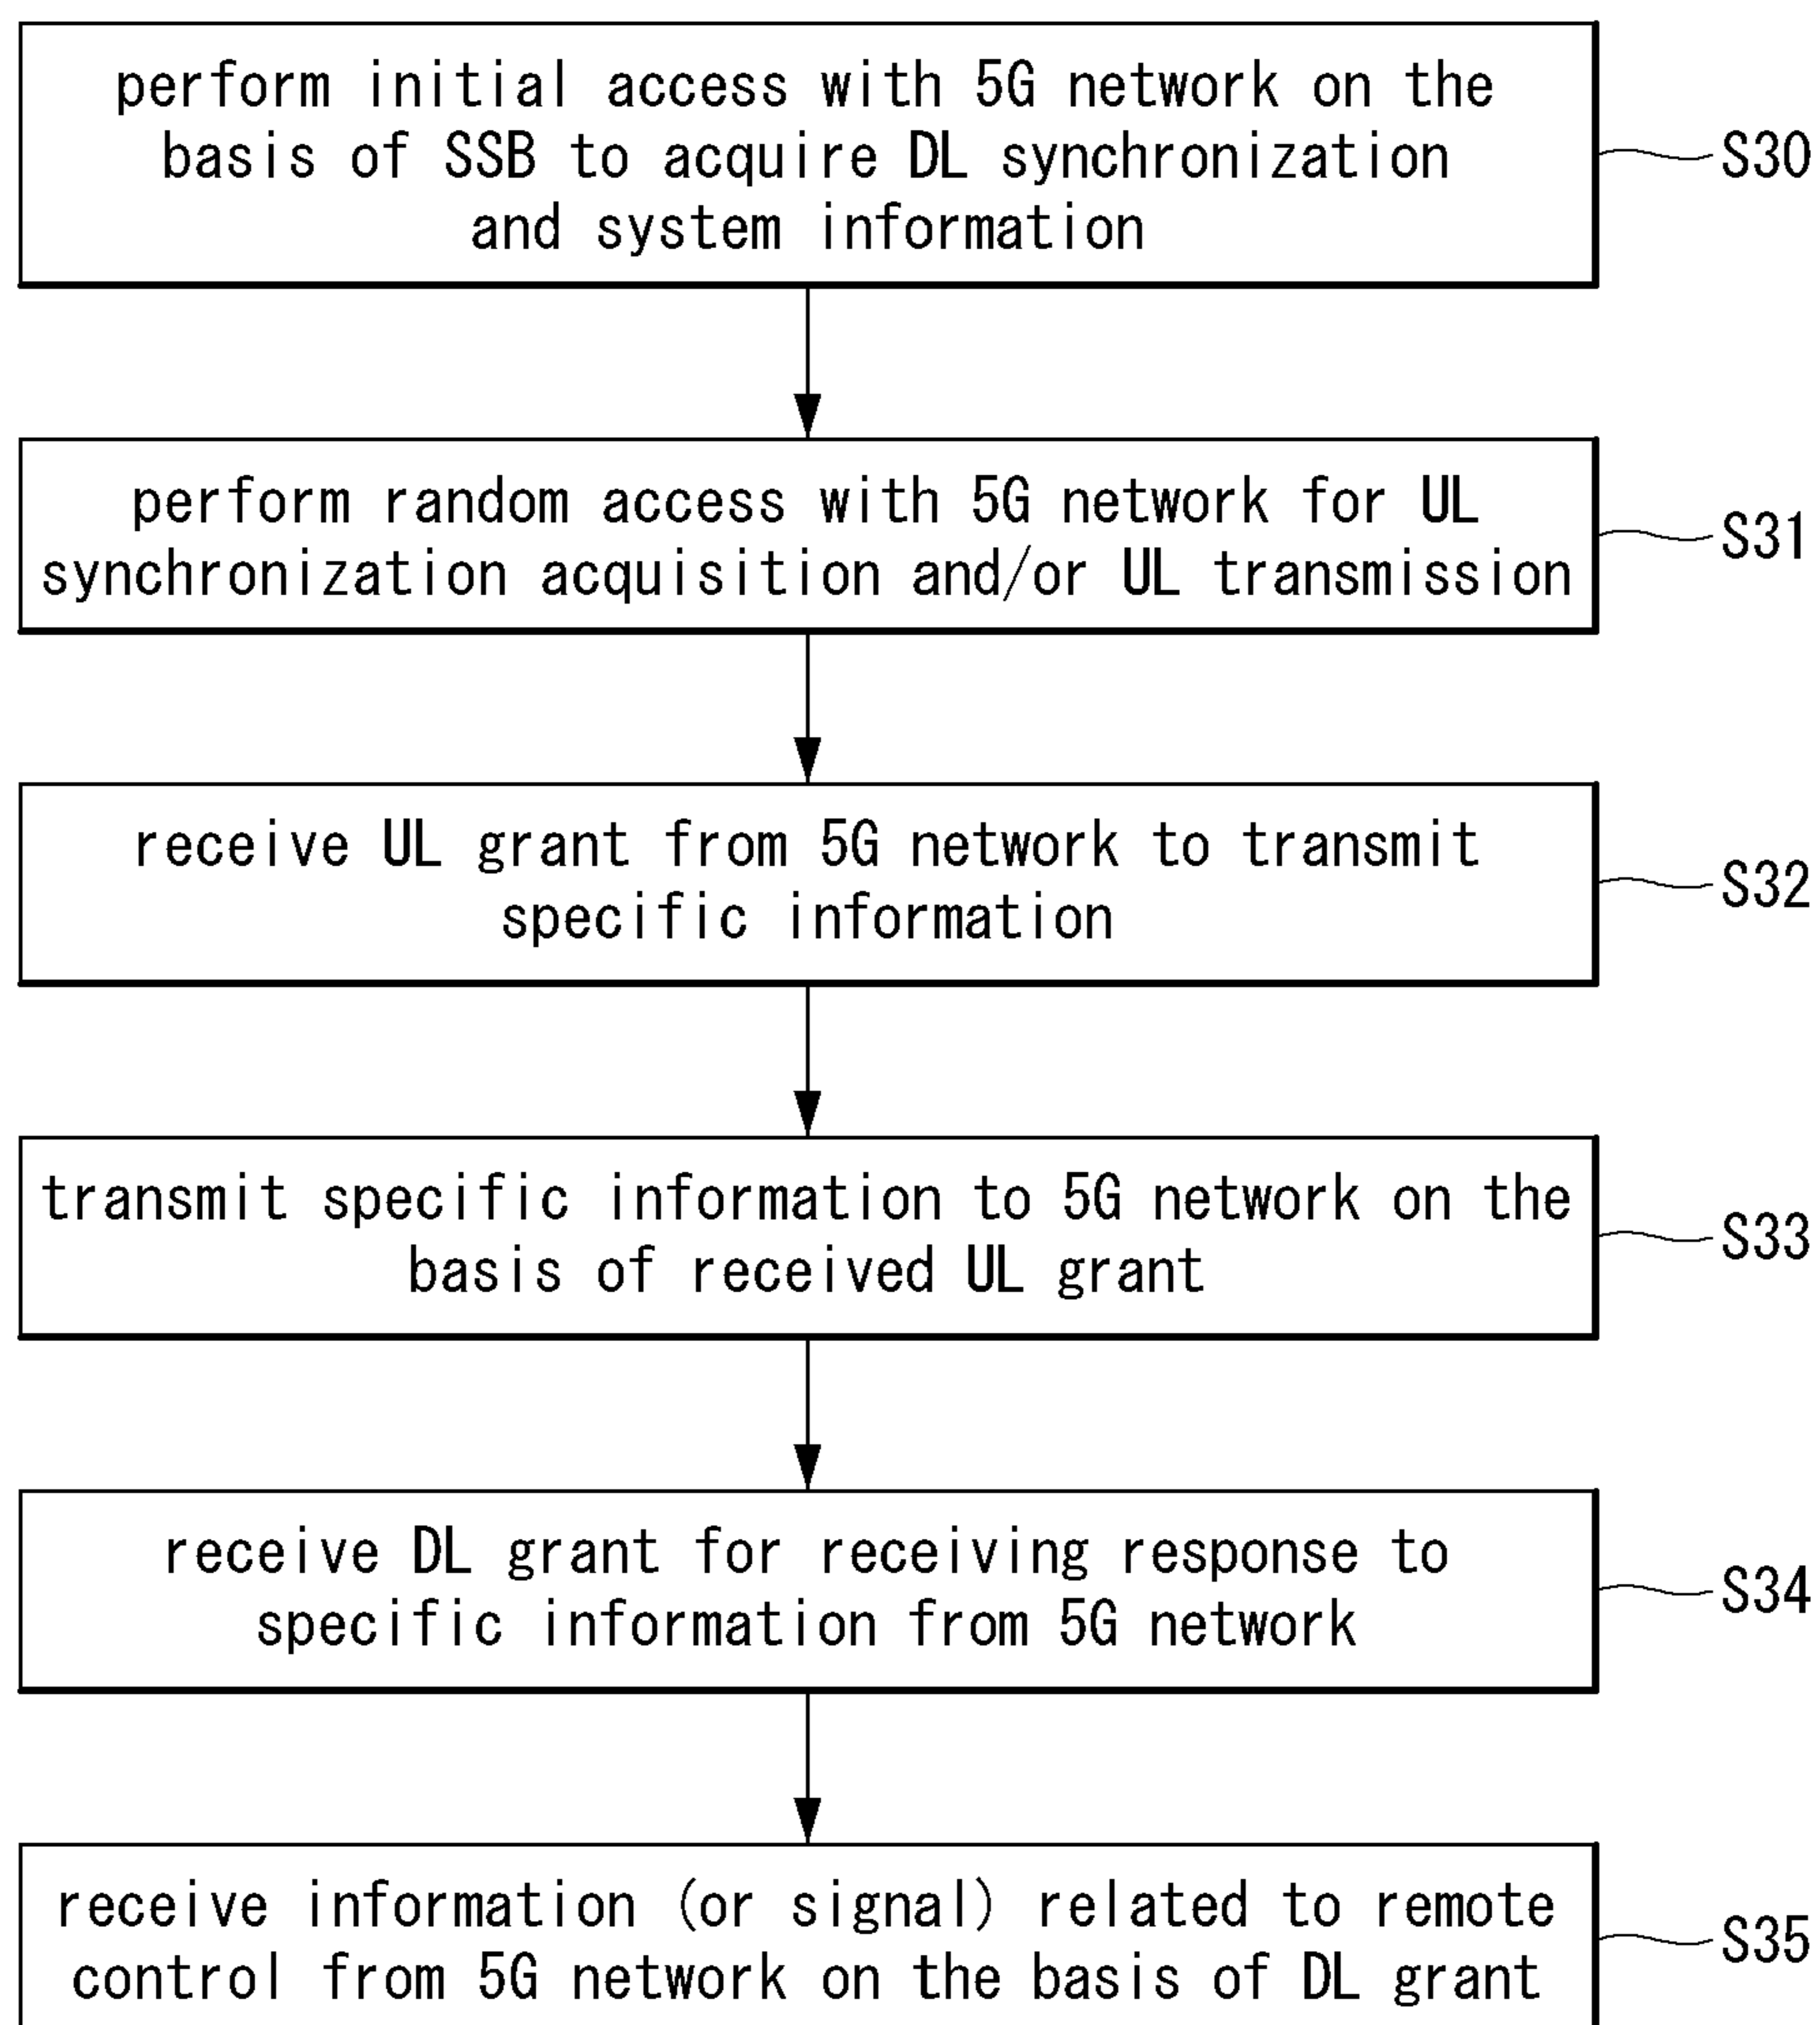 perform initial access with 5G network on the
basis of SSB to acquire DL synchronization
and system information
S30
perform random access with 5G network for UL
synchronization acquisition and/or UL transmission
S31
receive UL grant from 5G network to transmit
specific information
S32
transmit specific information to 5G network on the
basis of received UL grant
S33
receive DL grant for receiving response to
specific information from 5G network
S34
receive information (or signal) related to remote
control from 5G network on the basis of DL grant
S35